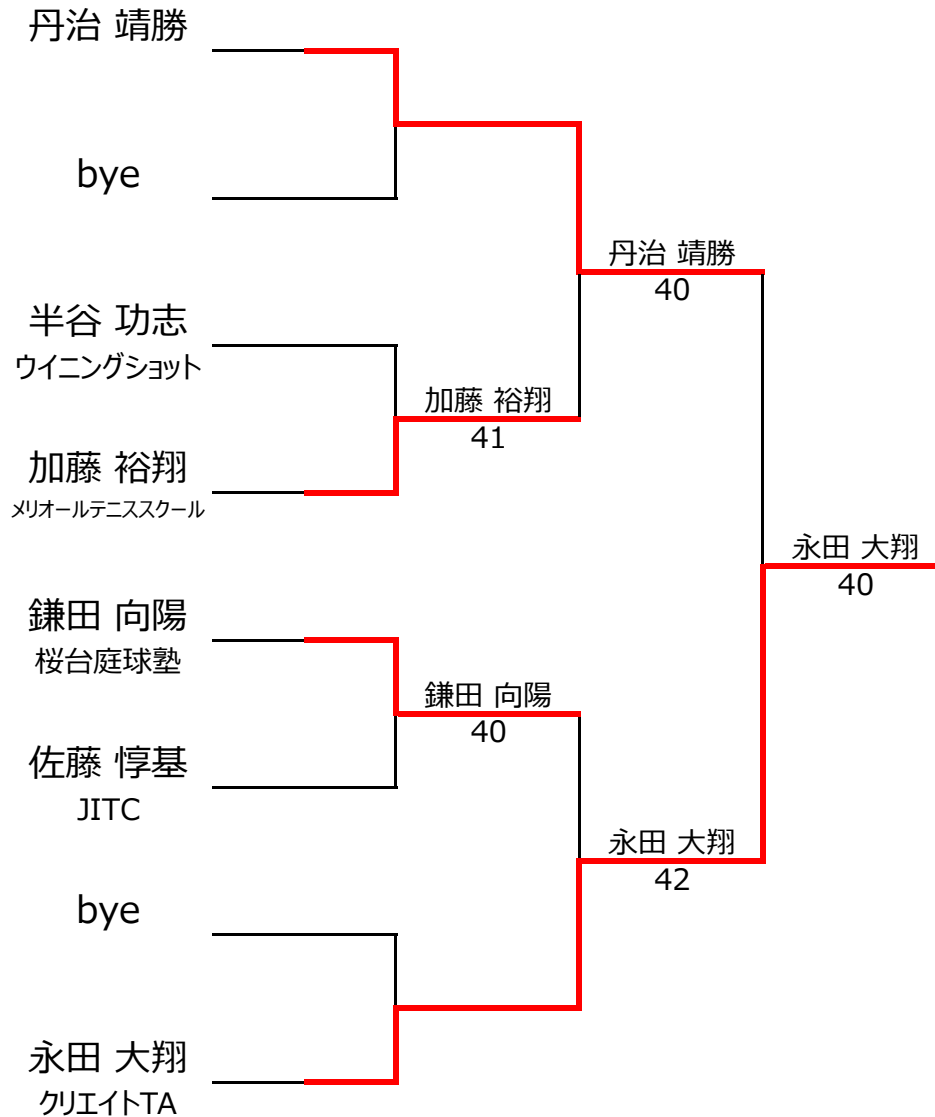 丹治 靖勝
bye
半谷 功志
ウイニングショット
加藤 裕翔
メリオールテニススクール
鎌田 向陽
桜台庭球塾
佐藤 惇基
JITC
bye
永田 大翔
クリエイトTA
加藤 裕翔
41
鎌田 向陽
40
丹治 靖勝
40
永田 大翔
42
永田 大翔
40